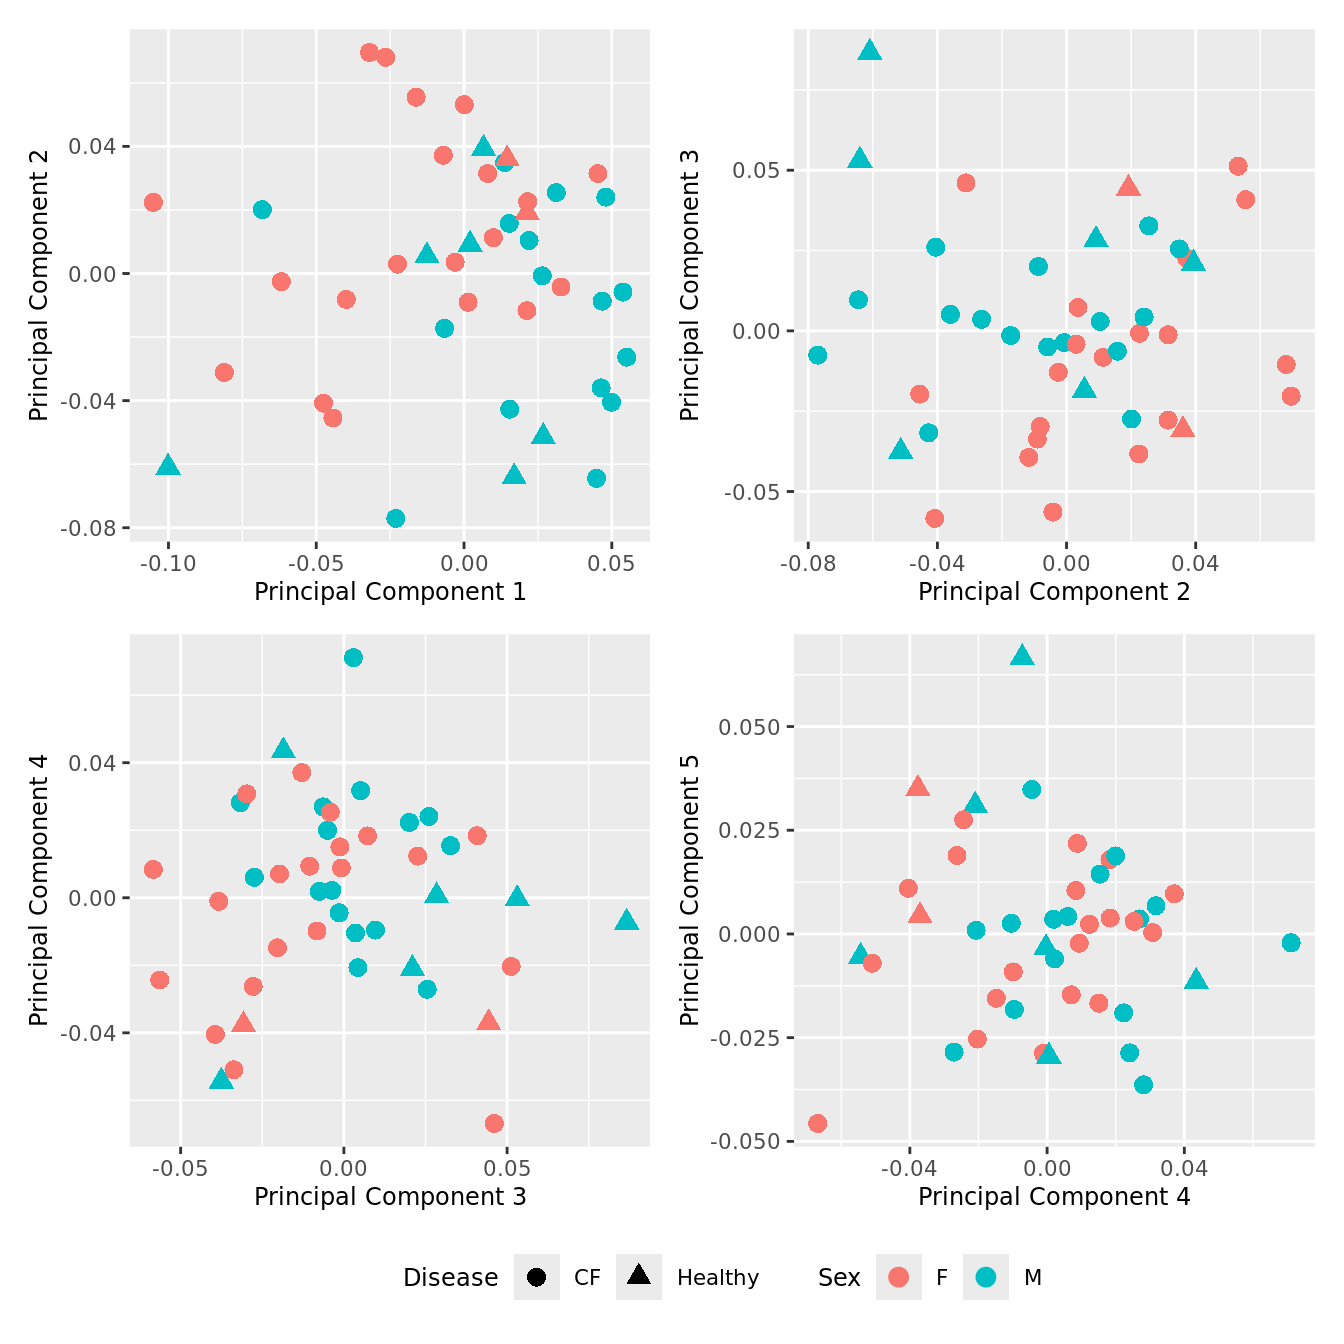 0.04
0.00
-0.04
-0.08
Principal Component 2
-0.10 -0.05 0.00 0.05
Principal Component 1
0.05
0.00
-0.05
Principal Component 3
-0.08 -0.04 0.00 0.04
Principal Component 2
0.04
0.00
-0.04
Principal Component 4
-0.05 0.00 0.05
Principal Component 3
0.050
0.025
0.000
-0.025
-0.050
Principal Component 5
-0.04 0.00 0.04
Principal Component 4
Disease CF Healthy Sex F M